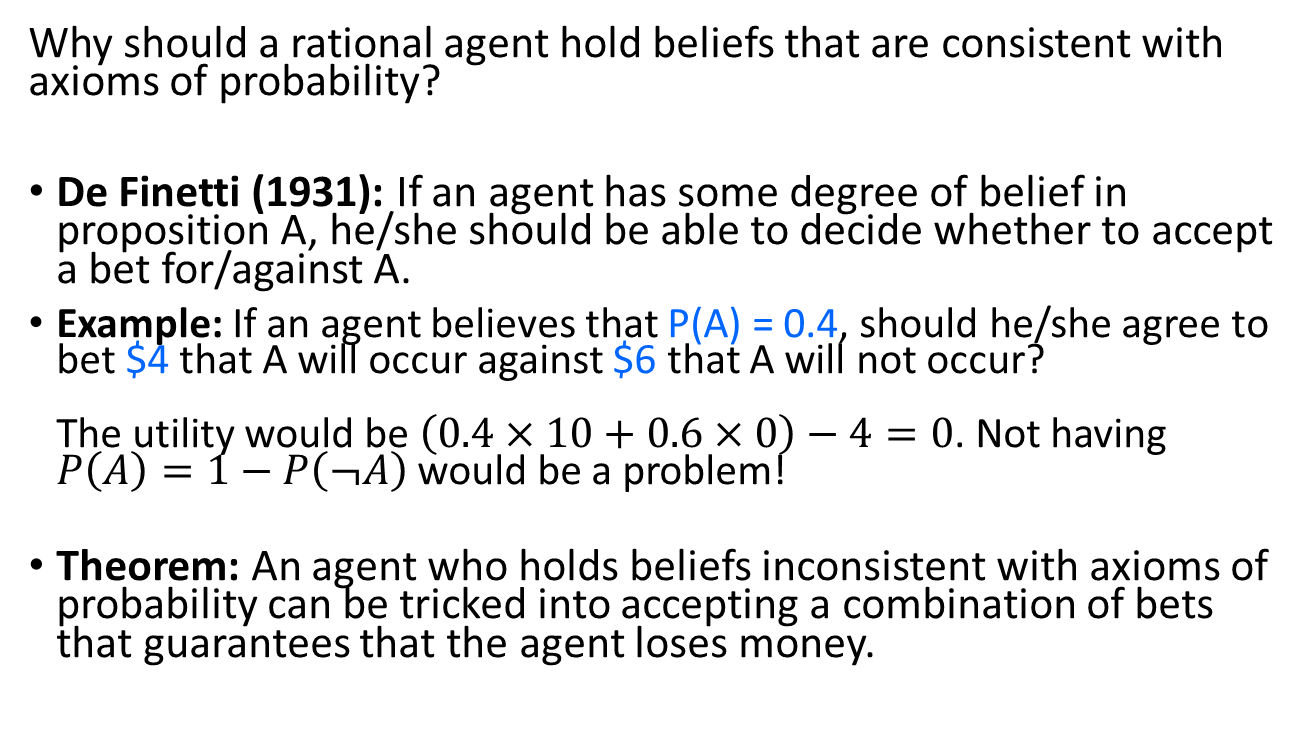 Why should a rational agent hold beliefs that are consistent with
axioms of probability?
• De Finetti (1931): If an agent has some degree of belief in
proposition A, he/she should be able to decide whether to accept
a bet for/against A.
• Example: If an agent believes that P(A) = 0.4, should he/she agree to
bet $4 that A will occur against $6 that A will not occur?
The utility would be (0.4 × 10 + 0.6 × 0) − 4 = 0. Not having
P(A) = 1 − P(¬A) would be a problem!
• Theorem: An agent who holds beliefs inconsistent with axioms of
probability can be tricked into accepting a combination of bets
that guarantees that the agent loses money.